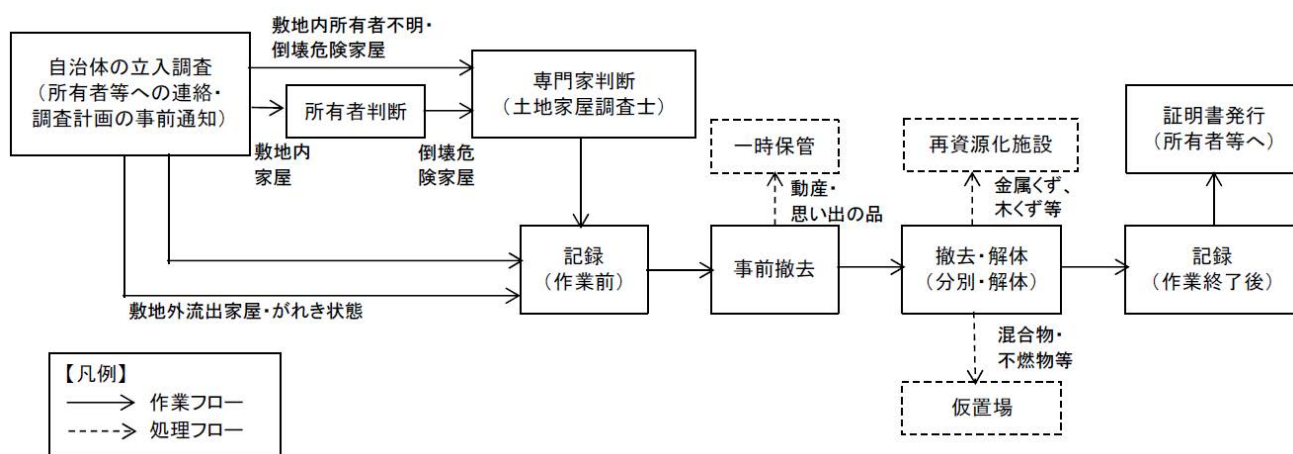 敷地内所有者不明・
倒壊危険家屋
自治体の立入調査
（所有者等への連絡・
調査計画の事前通知）
所有者判断
専門家判断
（土地家屋調査士）
敷地内
家屋
倒壊危
険家屋
一時保管
再資源化施設
証明書発行
（所有者等へ）
動産・
思い出の品
金属くず、
木くず等
記録
（作業前）
事前撤去
撤去・解体
（分別・解体）
記録
（作業終了後）
敷地外流出家屋・がれき状態
混合物・
不燃物等
仮置場
【凡例】
作業フロー
処理フロー